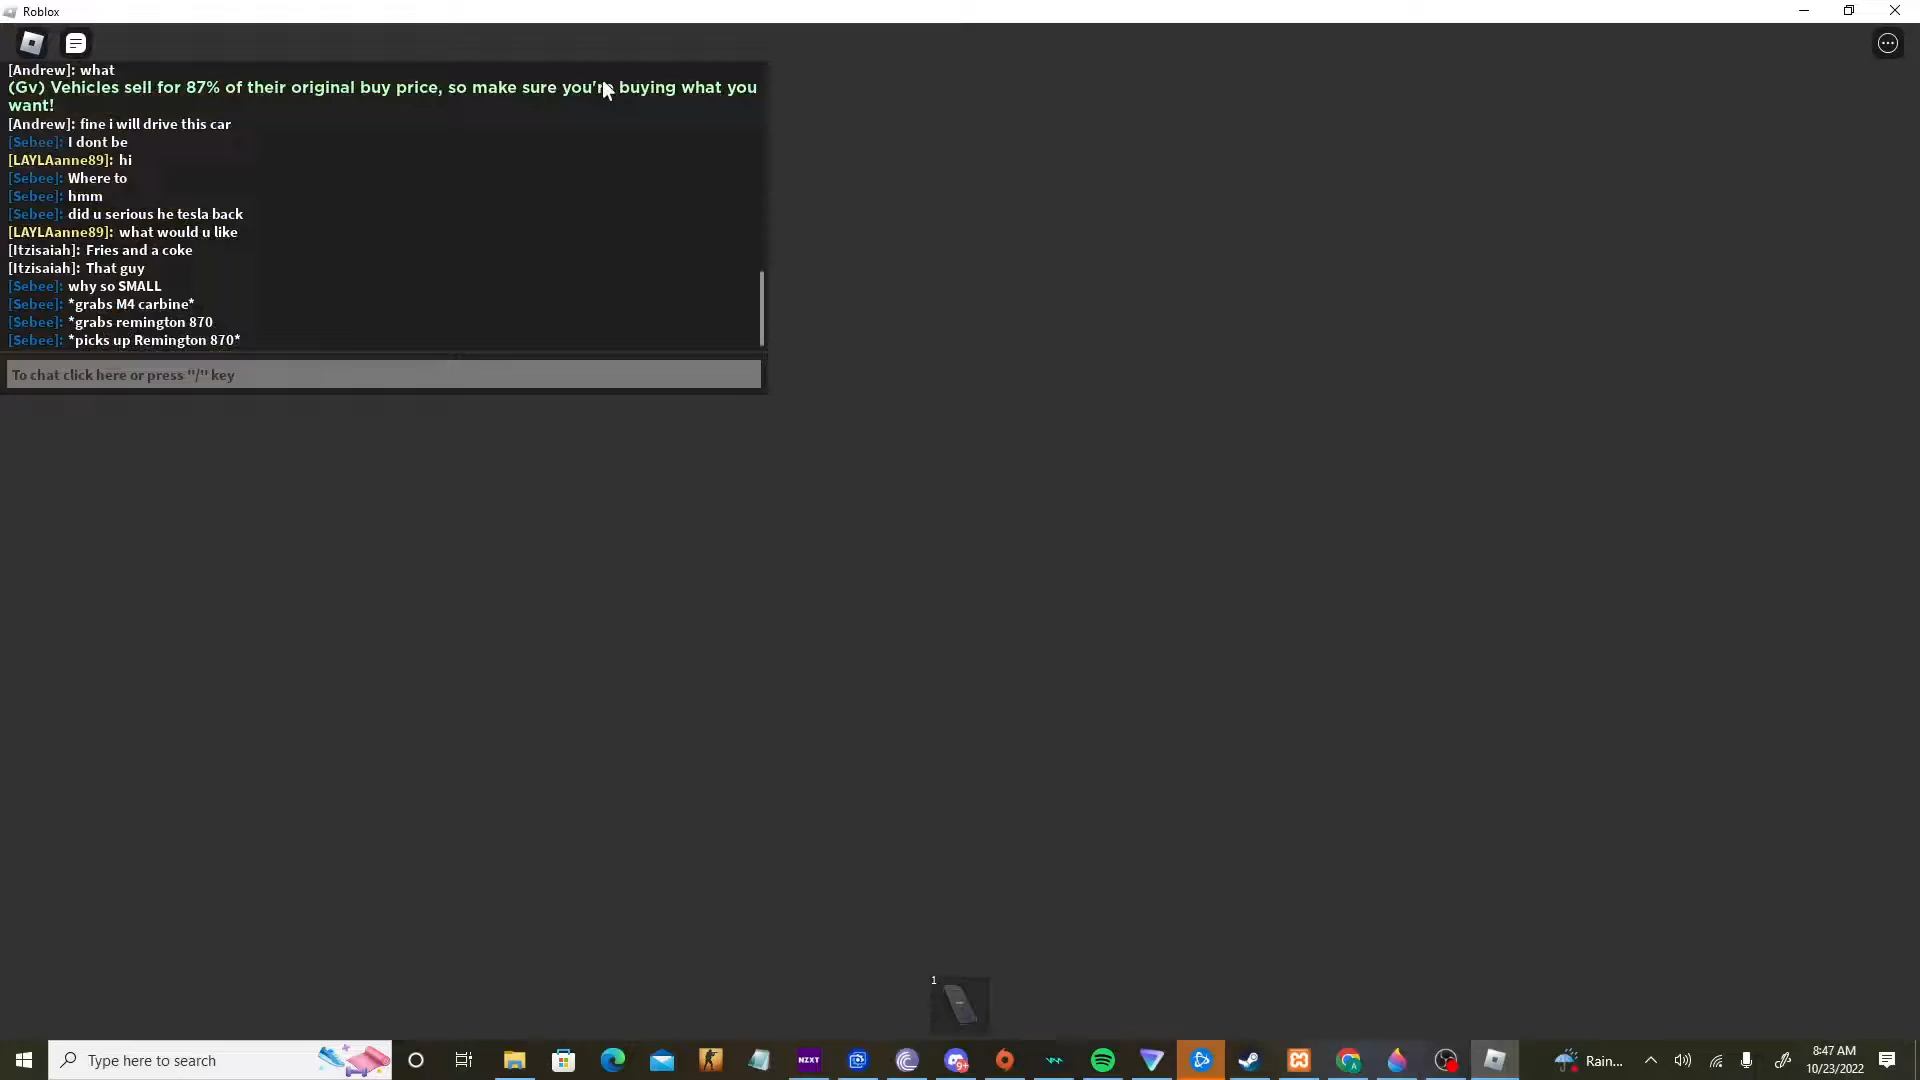 Roblox
[Andrew]: what
(Gv) Vehicles sell for 87% of their original buy price, so make sure you're buying what you
want!
[Andrew]: fine i will drive this car
[Sebee]: I dont be
[LAYLAanne89]: hi
[Sebee]: Where to
[Sebee]: hmm
[Sebee]: did u serious he tesla back
[LAYLAanne89]: what would u like
[Itzisaiah]: Fries and a coke
[Itzisaiah]: That guy
[Sebee]: why so SMALL
[Sebee]: *grabs M4 carbine*
[Sebee]: *grabs remington 870
[Sebee]: *picks up Remington 870*
To chat click here or press "/" key
1
Type here to search
NZXT
9+
Rain...
8:47 AM
10/23/2022